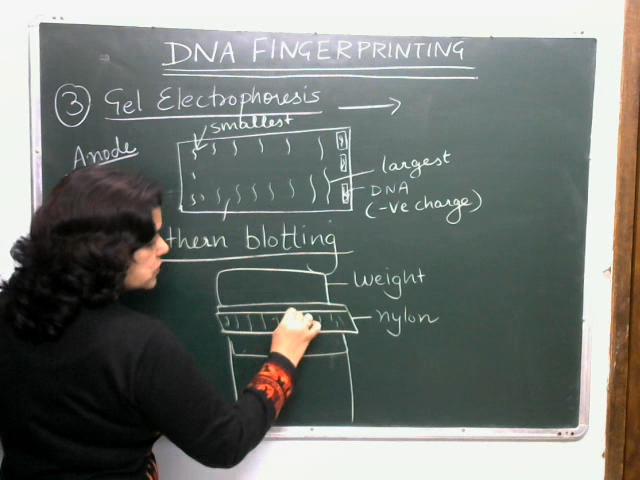 DNA FINGERPRINTING
③ Gel Electrophoresis →
smallest
Anode
largest
DNA
(-ve charge)
thern blotting
weight
nylon